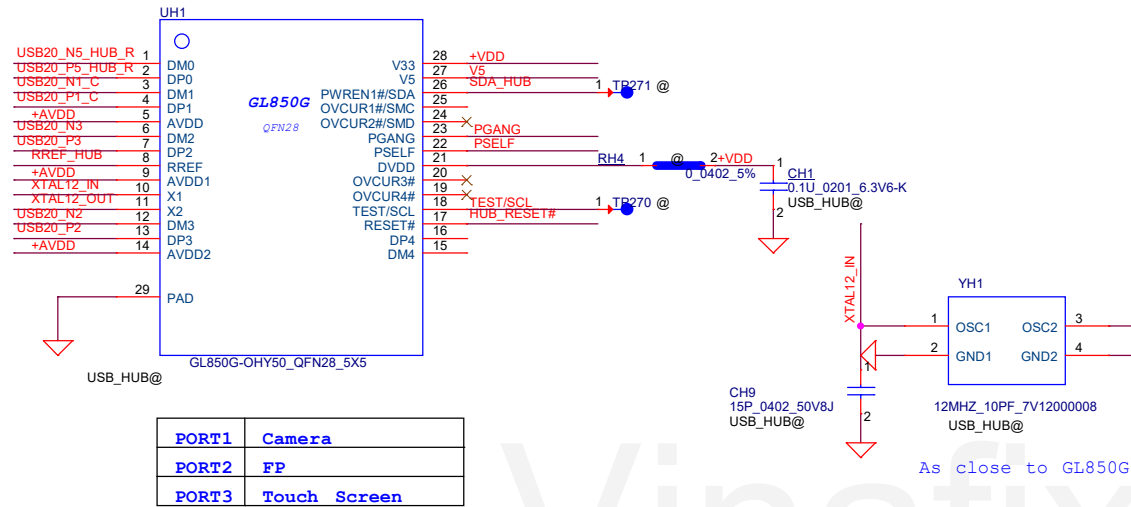 UH1
USB20_N5_HUB_R 1 DM0
USB20_P5_HUB_R 2 DP0
USB20_N1_C 3 DM1
USB20_P1_C 4 DP1
+AVDD 5 AVDD
USB20_N3 6 DM2
USB20_P3 7 DP2
RREF_HUB 8 RREF
+AVDD 9 AVDD1
XTAL12_IN 10 X1
XTAL12_OUT 11 X2
USB20_N2 12 DM3
USB20_P2 13 DP3
+AVDD 14 AVDD2
29 PAD
GL850G
QFN28
V33 28 +VDD
V5 27 V5
PWREN1#/SDA 26 SDA_HUB 1 TP271 @
OVCUR1#/SMC 25
OVCUR2#/SMD 24
PGANG 23 PGANG
PSELF 22 PSELF
DVDD 21 RH4 1 @ 2 +VDD
0_0402_5%
OVCUR3# 20
OVCUR4# 19
TEST/SCL 18 TEST/SCL 1 TP270 @
RESET# 17 HUB_RESET#
DP4 16
DM4 15
GL850G-OHY50_QFN28_5X5
USB_HUB@
1
CH1
0.1U_0201_6.3V6-K
USB_HUB@
2
XTAL12_IN
YH1
1 OSC1 OSC2 3
2 GND1 GND2 4
12MHZ_10PF_7V12000008
USB_HUB@
1
CH9
15P_0402_50V8J
USB_HUB@
2
As close to GL850G
PORT1 Camera
PORT2 FP
PORT3 Touch Screen
Vinafix